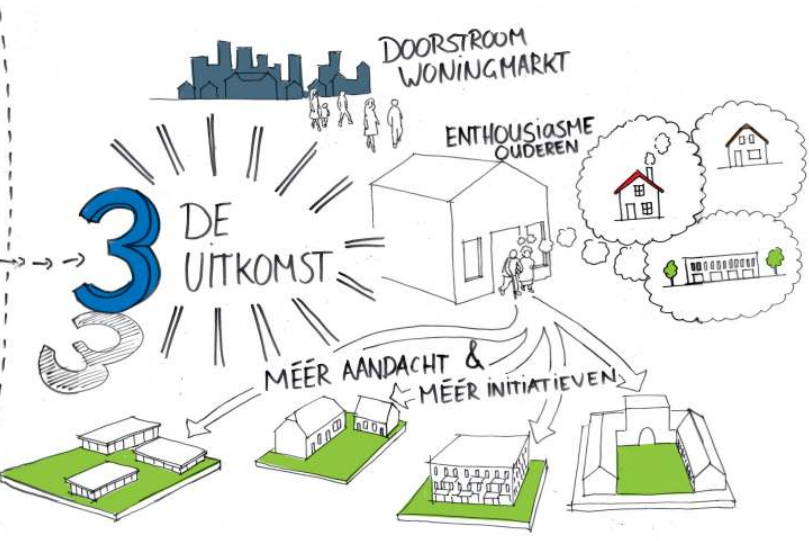 DOORSTROOM
WONINGMARKT
ENTHOUSIASME
OUDEREN
3
DE
UITKOMST
MÉÉR AANDACHT &
MÉÉR INITIATIEVEN